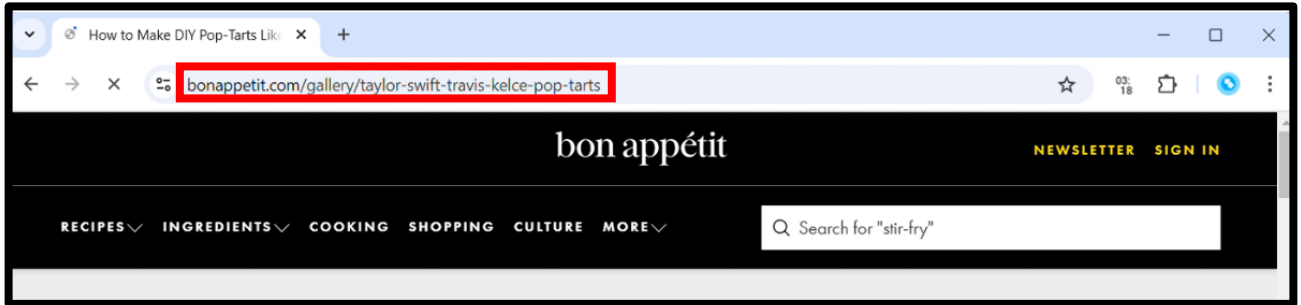 How to Make DIY Pop-Tarts Like
bonappetit.com/gallery/taylor-swift-travis-kelce-pop-tarts
03:
18
bon appétit
NEWSLETTER SIGN IN
RECIPES INGREDIENTS COOKING SHOPPING CULTURE MORE
Search for "stir-fry"